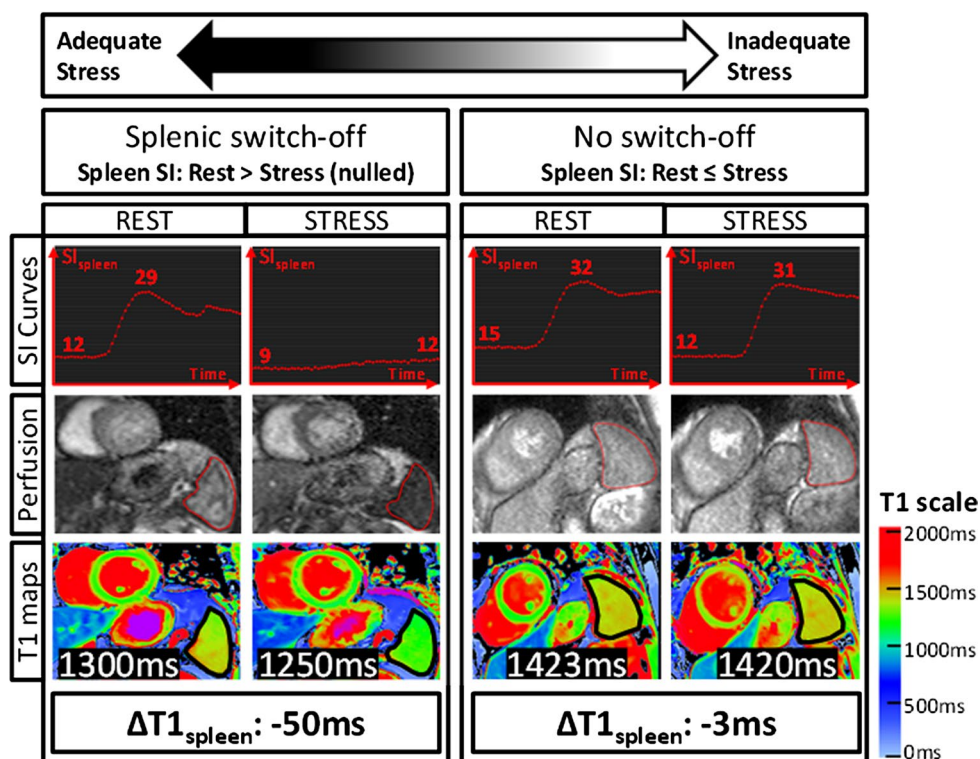 Adequate
Stress
Inadequate
Stress
Splenic switch-off
Spleen SI: Rest > Stress (nulled)
No switch-off
Spleen SI: Rest ≤ Stress
REST
STRESS
REST
STRESS
SI Curves
SIspleen
29
12
Time
SIspleen
9
12
Time
SIspleen
32
15
Time
SIspleen
31
12
Time
Perfusion
T1 maps
1300ms
1250ms
1423ms
1420ms
ΔT1spleen: -50ms
ΔT1spleen: -3ms
T1 scale
2000ms
1500ms
1000ms
500ms
0ms